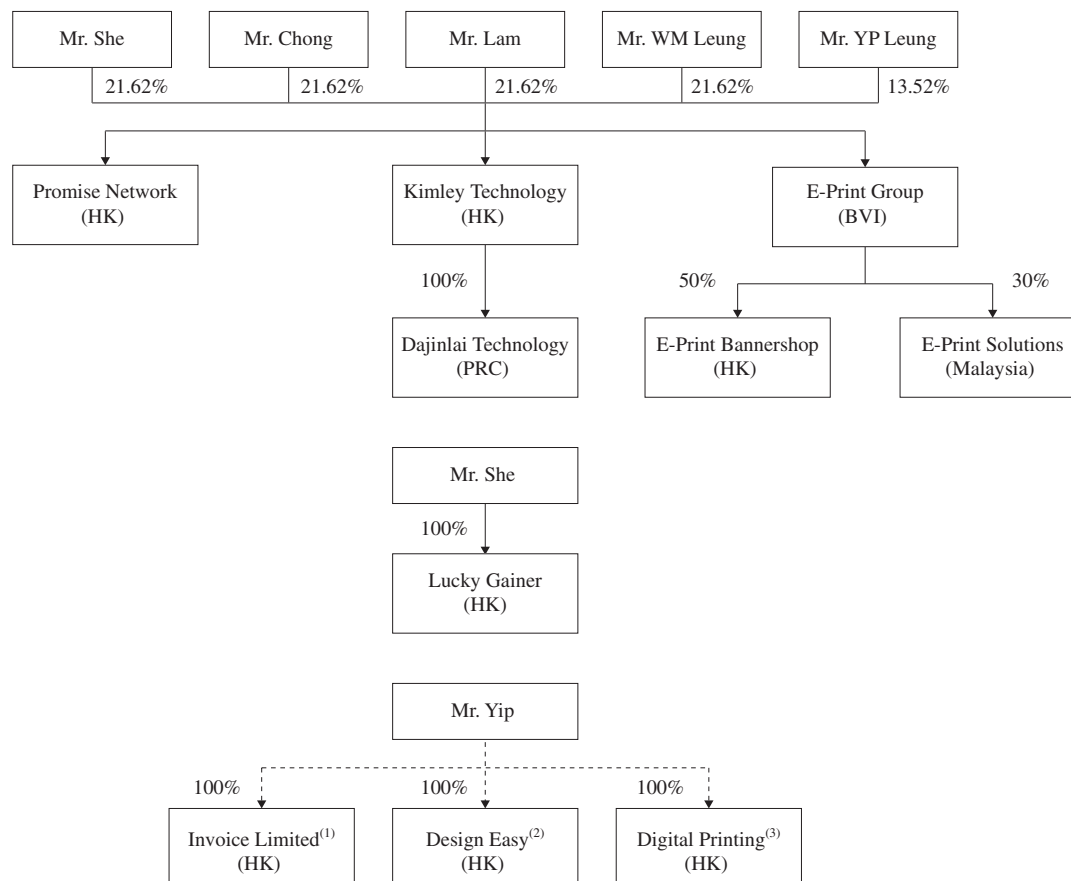 Mr. She
Mr. Chong
Mr. Lam
Mr. WM Leung
Mr. YP Leung
21.62%
21.62%
21.62%
21.62%
13.52%
Promise Network
(HK)
Kimley Technology
(HK)
E-Print Group
(BVI)
100%
50%
30%
Dajinlai Technology
(PRC)
E-Print Bannershop
(HK)
E-Print Solutions
(Malaysia)
Mr. She
100%
Lucky Gainer
(HK)
Mr. Yip
100%
100%
100%
Invoice Limited(1)
(HK)
Design Easy(2)
(HK)
Digital Printing(3)
(HK)